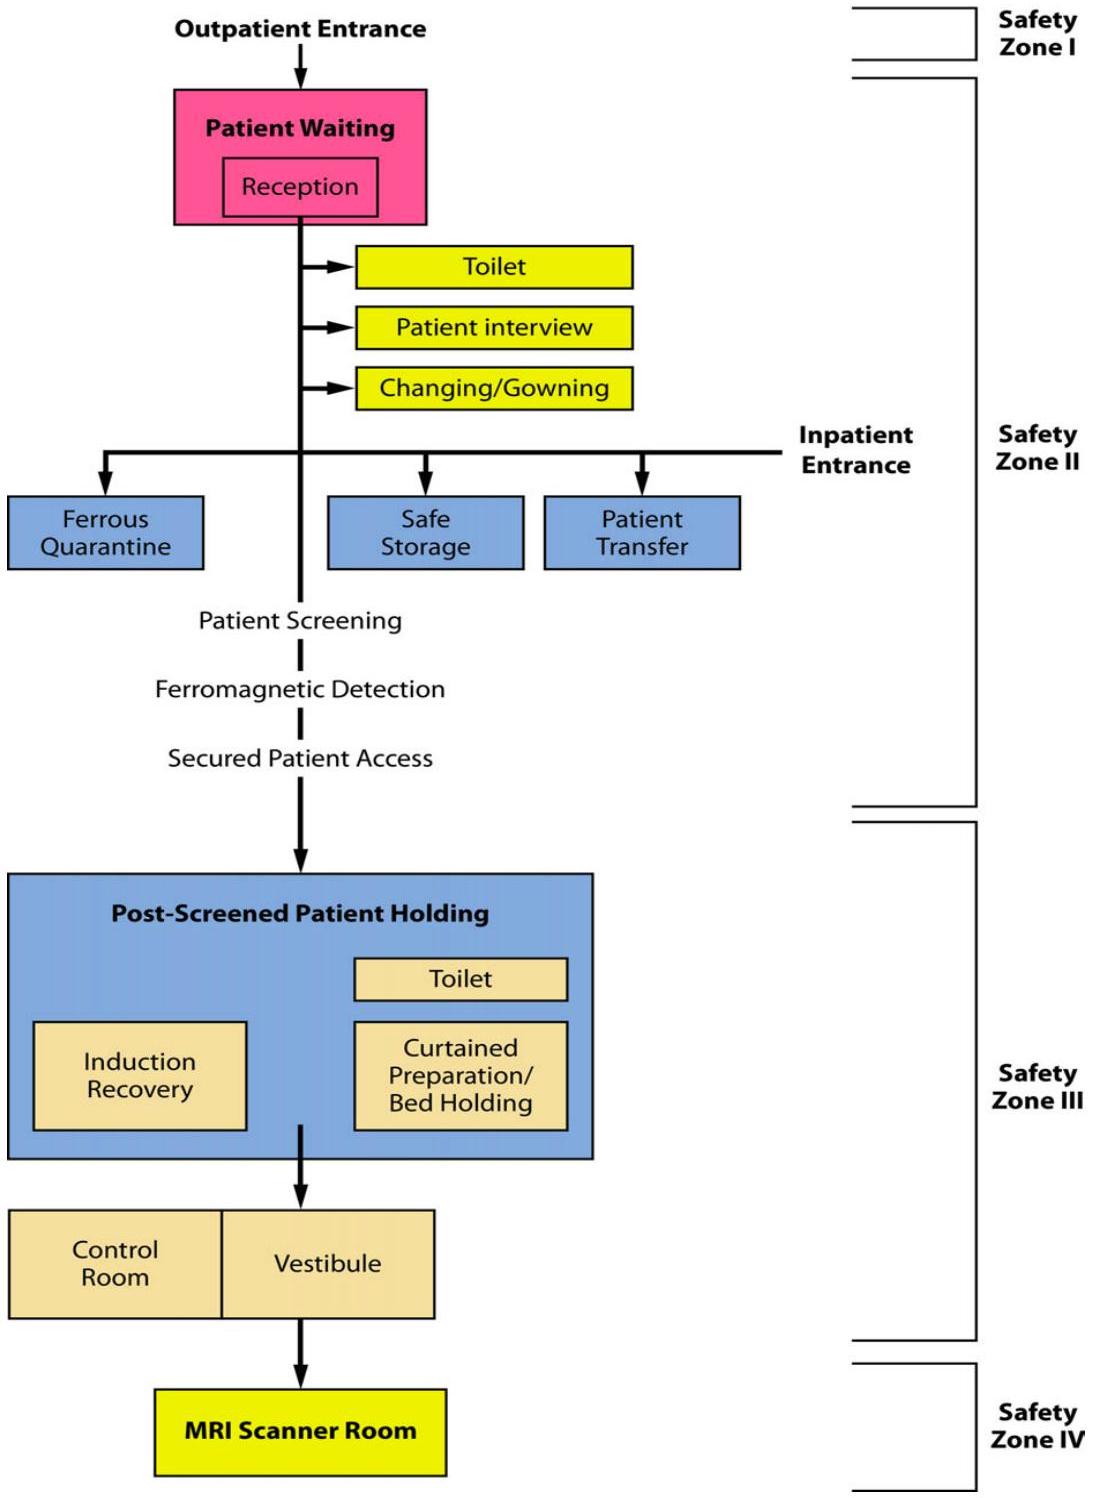 Outpatient Entrance
Safety
Zone I
Patient Waiting
Reception
Toilet
Patient interview
Changing/Gowning
Inpatient
Entrance
Safety
Zone II
Ferrous
Quarantine
Safe
Storage
Patient
Transfer
Patient Screening
Ferromagnetic Detection
Secured Patient Access
Post-Screened Patient Holding
Toilet
Induction
Recovery
Curtained
Preparation/
Bed Holding
Safety
Zone III
Control
Room
Vestibule
MRI Scanner Room
Safety
Zone IV